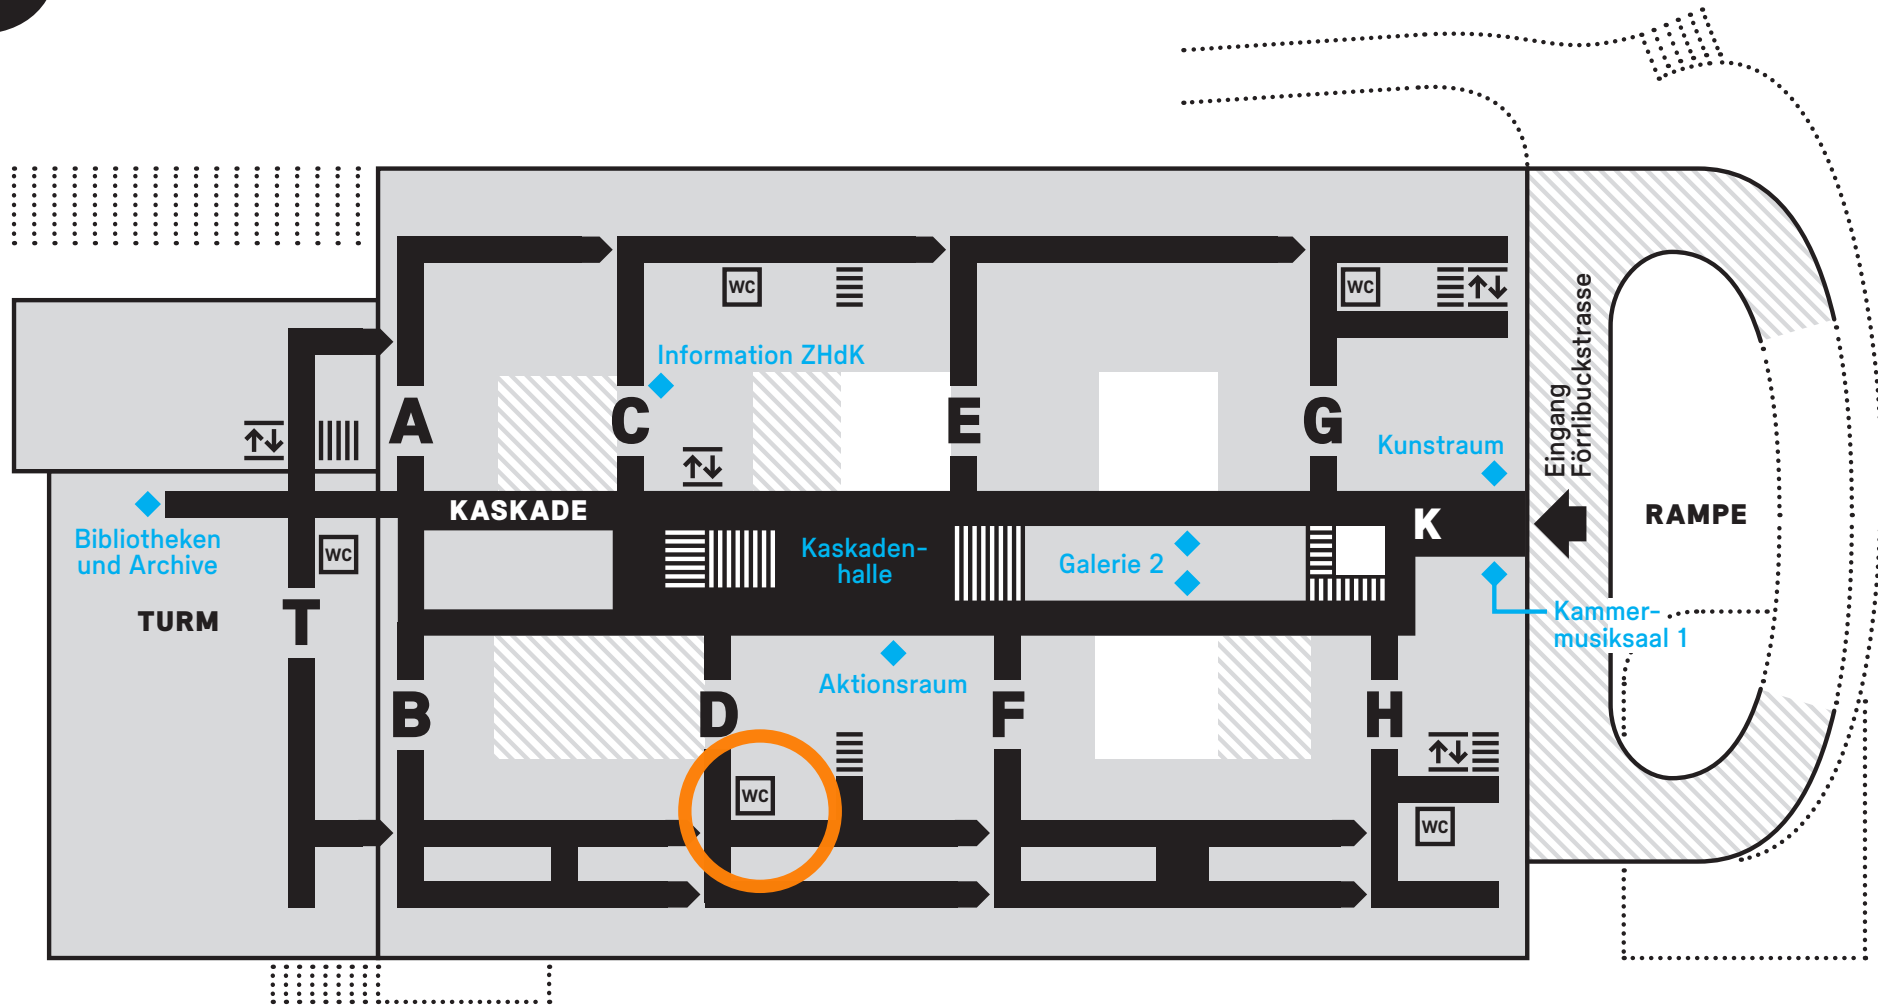 WC
WC
Information ZHdK
A
C
E
G
Kunstraum
Eingang
Förrlibuckstrasse
KASKADE
K
RAMPE
Bibliotheken
und Archive
WC
Kaskaden-
halle
Galerie 2
TURM
T
Kammer-
musiksaal 1
Aktionsraum
B
D
F
H
WC
WC